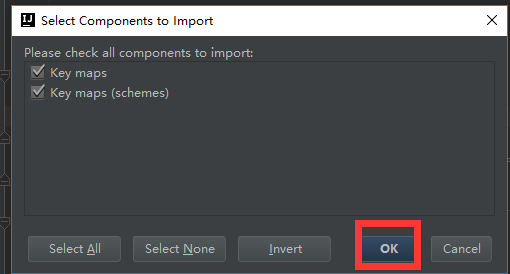 IJ Select Components to Import
Please check all components to import:
Key maps
Key maps (schemes)
Select All Select None Invert OK Cancel